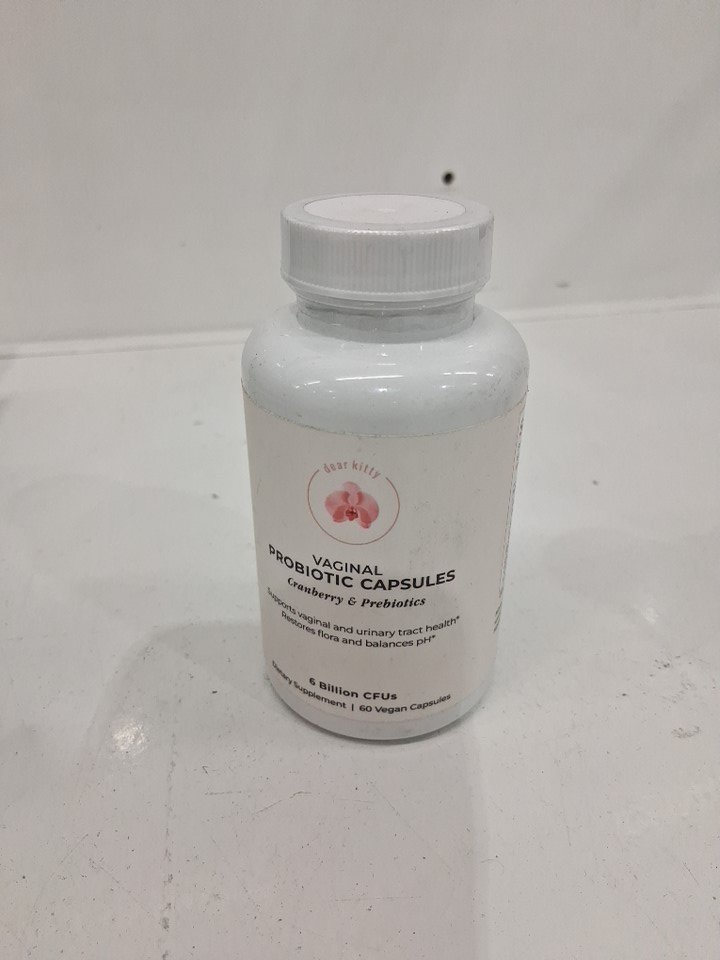 dear kitty
VAGINAL
PROBIOTIC CAPSULES
Cranberry & Prebiotics
Supports vaginal and urinary tract health*
Restores flora and balances pH*
6 Billion CFUs
Dietary Supplement | 60 Vegan Capsules